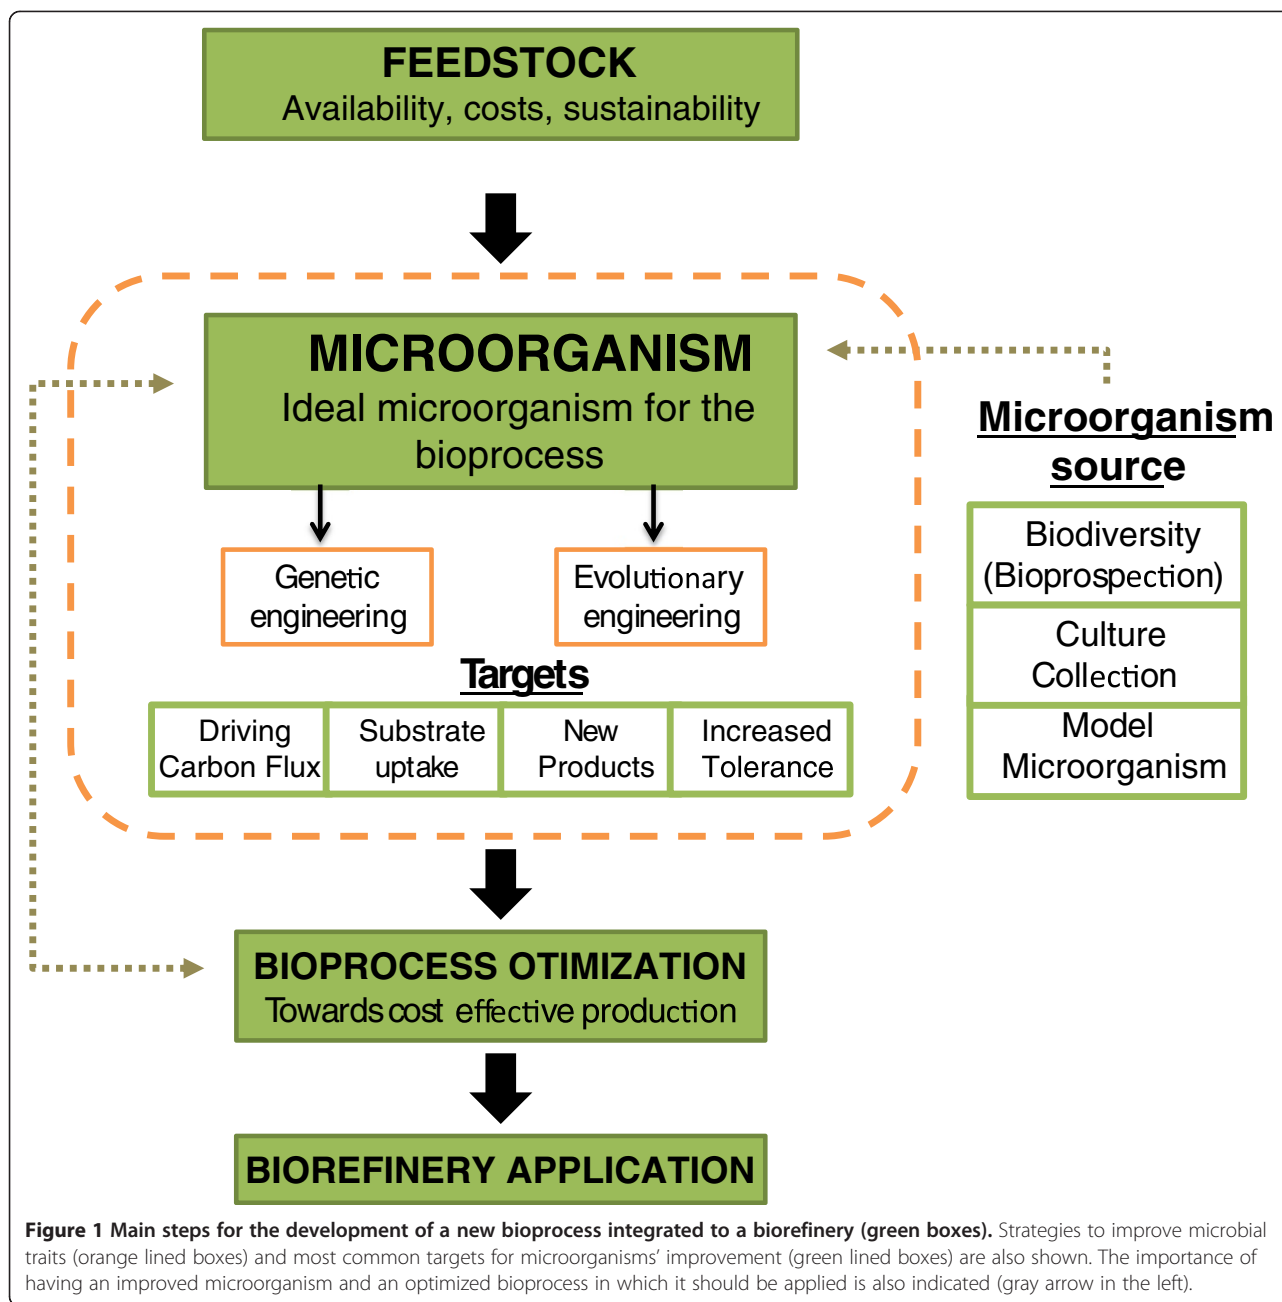 FEEDSTOCK
Availability, costs, sustainability
MICROORGANISM
Ideal microorganism for the
bioprocess
Genetic
engineering
Evolutionary
engineering
Targets
Driving
Carbon Flux
Substrate
uptake
New
Products
Increased
Tolerance
Microorganism
source
Biodiversity
(Bioprospection)
Culture
Collection
Model
Microorganism
BIOPROCESS OTIMIZATION
Towards cost effective production
BIOREFINERY APPLICATION
Figure 1 Main steps for the development of a new bioprocess integrated to a biorefinery (green boxes). Strategies to improve microbial
traits (orange lined boxes) and most common targets for microorganisms' improvement (green lined boxes) are also shown. The importance of
having an improved microorganism and an optimized bioprocess in which it should be applied is also indicated (gray arrow in the left).